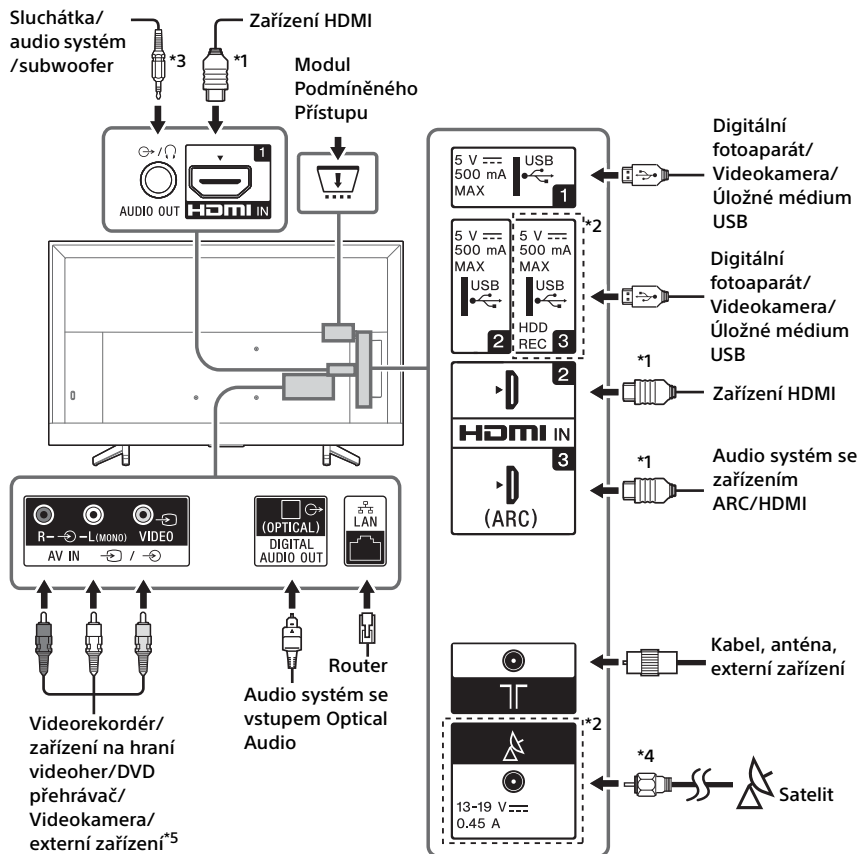 Sluchátka/
audio systém
/subwoofer
*3
Zařízení HDMI
*1
Modul
Podmíněného
Přístupu
AUDIO OUT
1
HDMI IN
5 V
500 mA
MAX
USB
1
Digitální
fotoaparát/
Videokamera/
Úložné médium
USB
*2
5 V
500 mA
MAX
USB
2
5 V
500 mA
MAX
USB
HDD
REC 3
Digitální
fotoaparát/
Videokamera/
Úložné médium
USB
2
*1
Zařízení HDMI
HDMI IN
3
(ARC)
*1
Audio systém se
zařízením
ARC/HDMI
R- -L(MONO) VIDEO
AV IN /
(OPTICAL)
DIGITAL
AUDIO OUT
LAN
Router
Audio systém se
vstupem Optical
Audio
Videorekordér/
zařízení na hraní
videoher/DVD
přehrávač/
Videokamera/
externí zařízení*5
Kabel, anténa,
externí zařízení
*2
13-19 V
0.45 A
*4
Satelit